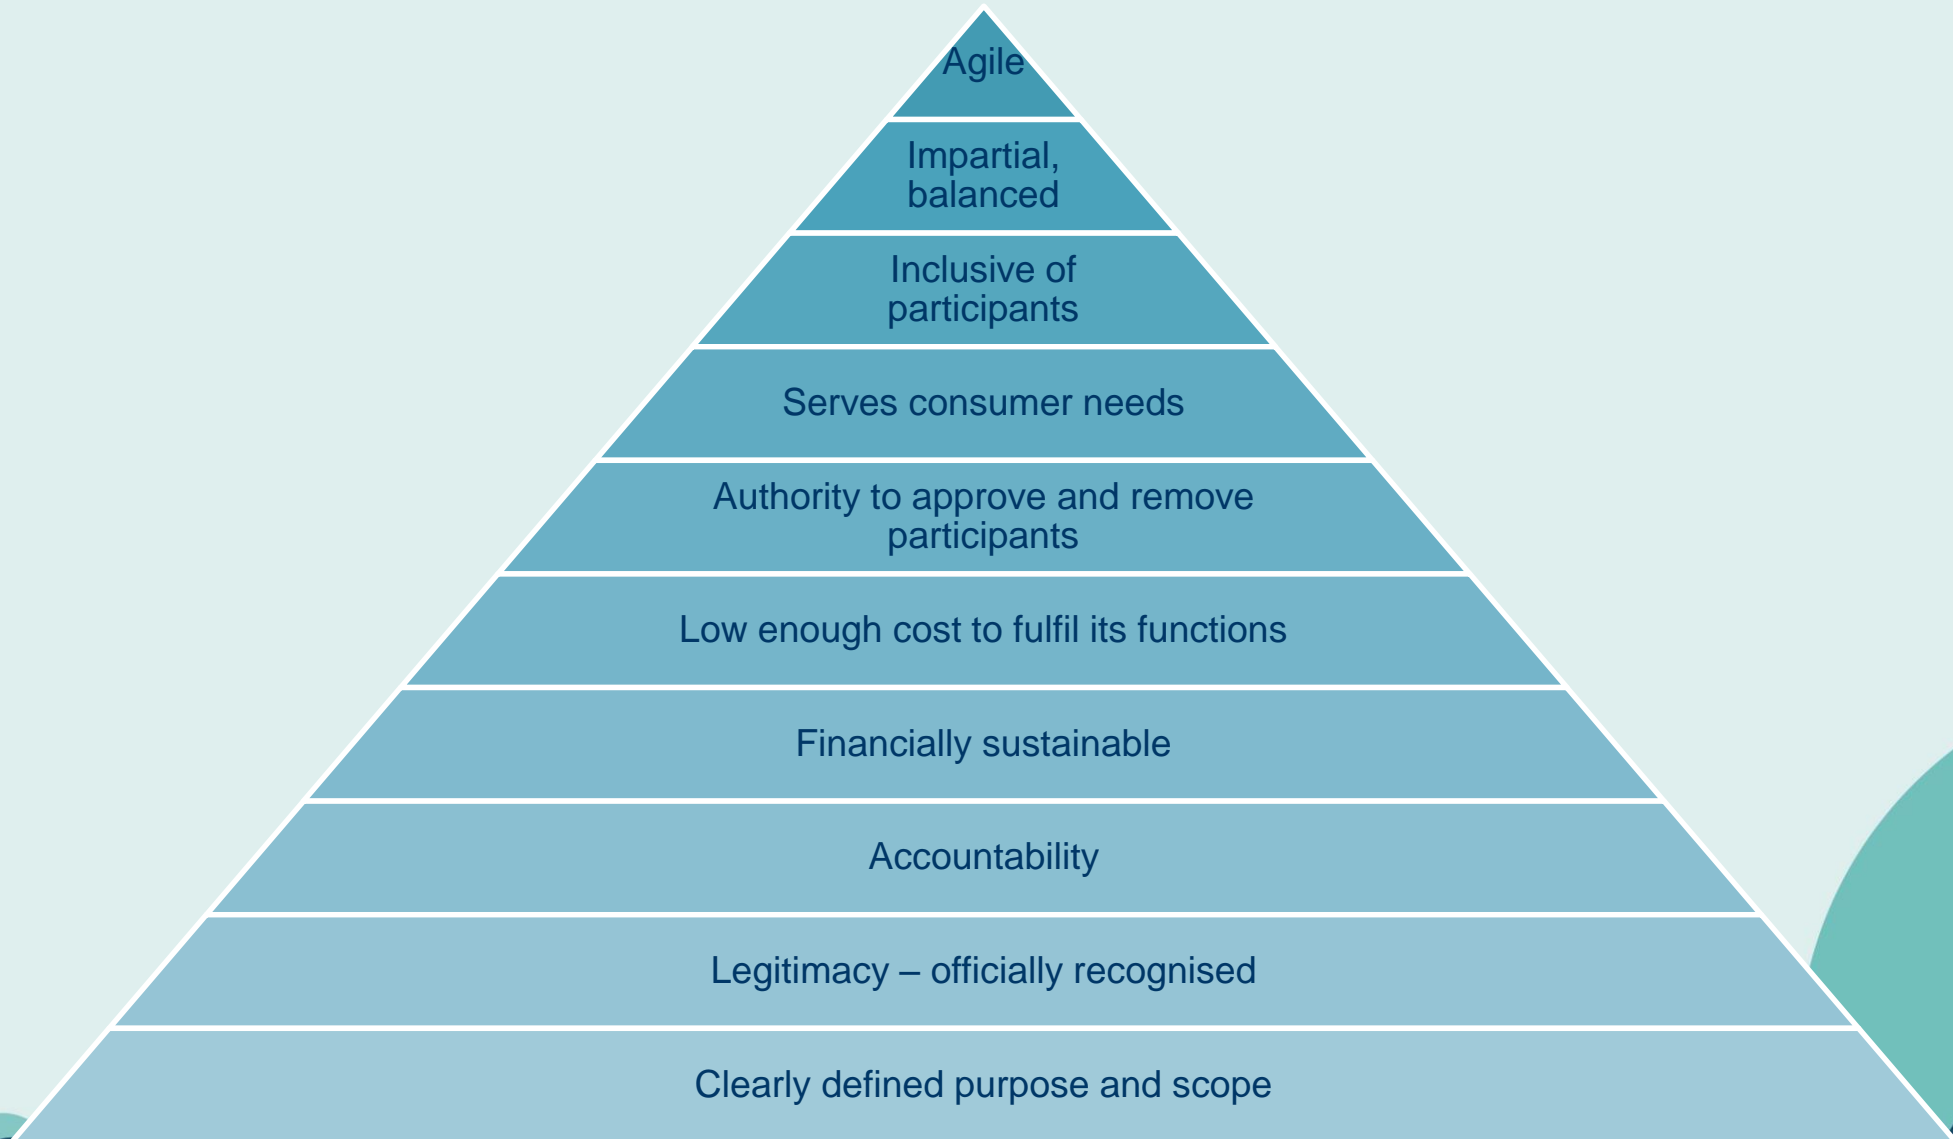 Agile
Impartial,
balanced
Inclusive of
participants
Serves consumer needs
Authority to approve and remove
participants
Low enough cost to fulfil its functions
Financially sustainable
Accountability
Legitimacy – officially recognised
Clearly defined purpose and scope